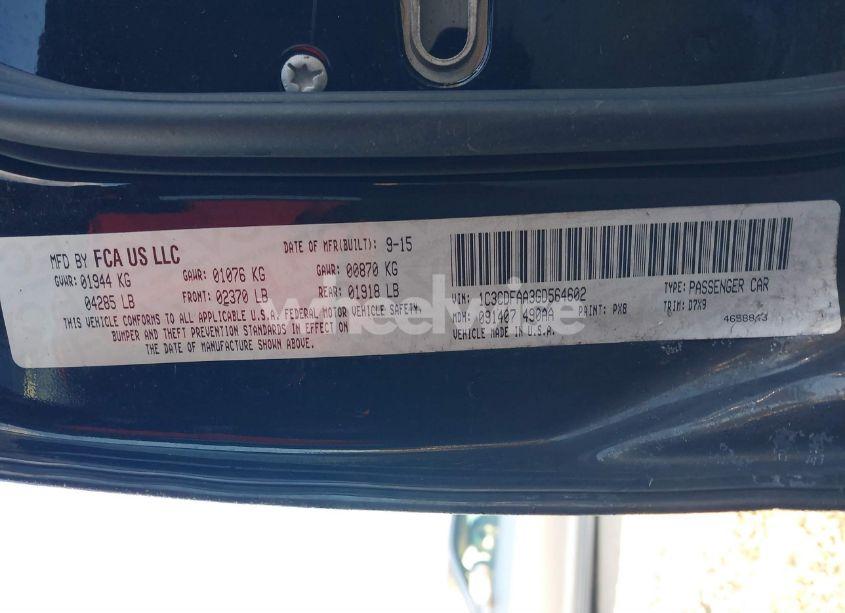 MFD BY FCA US LLC DATE OF MFR(BUILT): 9-15
GVWR: 01944 KG GAWR: 01076 KG GAWR: 00870 KG
04285 LB FRONT: 02370 LB REAR: 01918 LB
THIS VEHICLE CONFORMS TO ALL APPLICABLE U.S.A. FEDERAL MOTOR VEHICLE SAFETY,
BUMPER AND THEFT PREVENTION STANDARDS IN EFFECT ON
THE DATE OF MANUFACTURE SHOWN ABOVE.
VIN: 1C3CDFAA3GD564602 TYPE: PASSENGER CAR
MDH: 091407 490AA PAINT: PX8 TRIM: D7X9
VEHICLE MADE IN U.S.A.